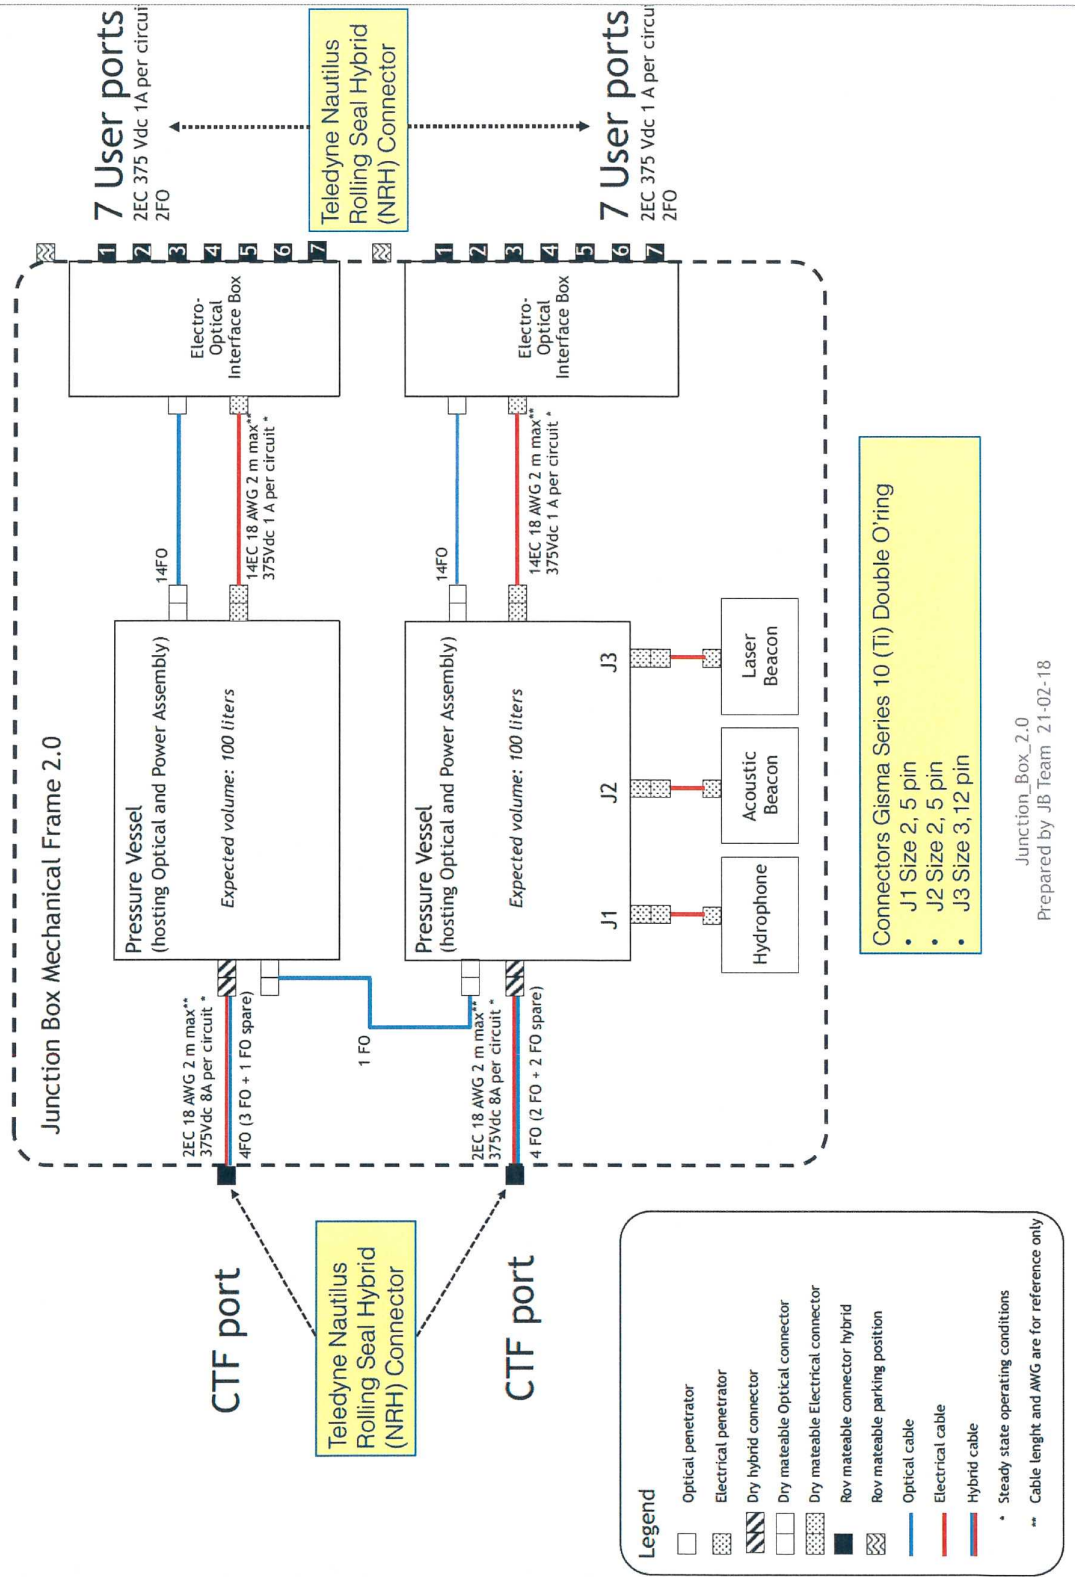 Junction Box Mechanical Frame 2.0
CTF port
CTF port
Teledyne Nautilus
Rolling Seal Hybrid
(NRH) Connector
2EC 18 AWG 2 m max**
375Vdc 8A per circuit *
4FO (3 FO + 1 FO spare)
1 FO
2EC 18 AWG 2 m max**
375Vdc 8A per circuit *
4 FO (2 FO + 2 FO spare)
Pressure Vessel
(hosting Optical and Power Assembly)
Expected volume: 100 liters
Pressure Vessel
(hosting Optical and Power Assembly)
Expected volume: 100 liters
J1
J2
J3
Hydrophone
Acoustic
Beacon
Laser
Beacon
14FO
14EC 18 AWG 2 m max**
375Vdc 1 A per circuit *
14FO
14EC 18 AWG 2 m max**
375Vdc 1 A per circuit *
Electro-
Optical
Interface Box
Electro-
Optical
Interface Box
1
2
3
4
5
6
7
1
2
3
4
5
6
7
7 User ports
2EC 375 Vdc 1A per circui
2FO
Teledyne Nautilus
Rolling Seal Hybrid
(NRH) Connector
7 User ports
2EC 375 Vdc 1 A per circui
2FO
Legend
Optical penetrator
Electrical penetrator
Dry hybrid connector
Dry mateable Optical connector
Dry mateable Electrical connector
Rov mateable connector hybrid
Rov mateable parking position
Optical cable
Electrical cable
Hybrid cable
* Steady state operating conditions
** Cable lenght and AWG are for reference only
Connectors Gisma Series 10 (Ti) Double O'ring
• J1 Size 2, 5 pin
• J2 Size 2, 5 pin
• J3 Size 3,12 pin
Junction_Box_2.0
Prepared by JB Team 21-02-18